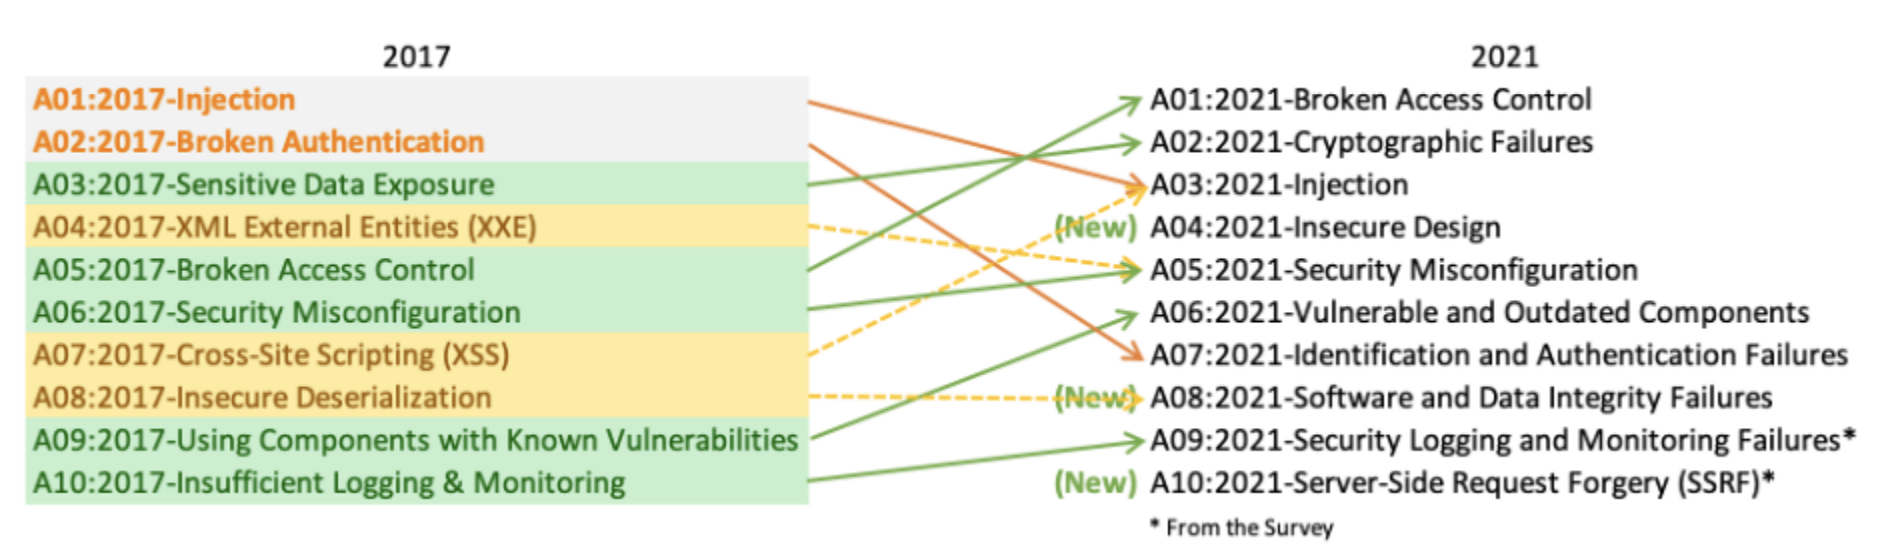 2017
A01:2017-Injection
A02:2017-Broken Authentication
A03:2017-Sensitive Data Exposure
A04:2017-XML External Entities (XXE)
A05:2017-Broken Access Control
A06:2017-Security Misconfiguration
A07:2017-Cross-Site Scripting (XSS)
A08:2017-Insecure Deserialization
A09:2017-Using Components with Known Vulnerabilities
A10:2017-Insufficient Logging & Monitoring
2021
A01:2021-Broken Access Control
A02:2021-Cryptographic Failures
A03:2021-Injection
(New) A04:2021-Insecure Design
A05:2021-Security Misconfiguration
A06:2021-Vulnerable and Outdated Components
A07:2021-Identification and Authentication Failures
(New) A08:2021-Software and Data Integrity Failures
A09:2021-Security Logging and Monitoring Failures*
(New) A10:2021-Server-Side Request Forgery (SSRF)*
* From the Survey